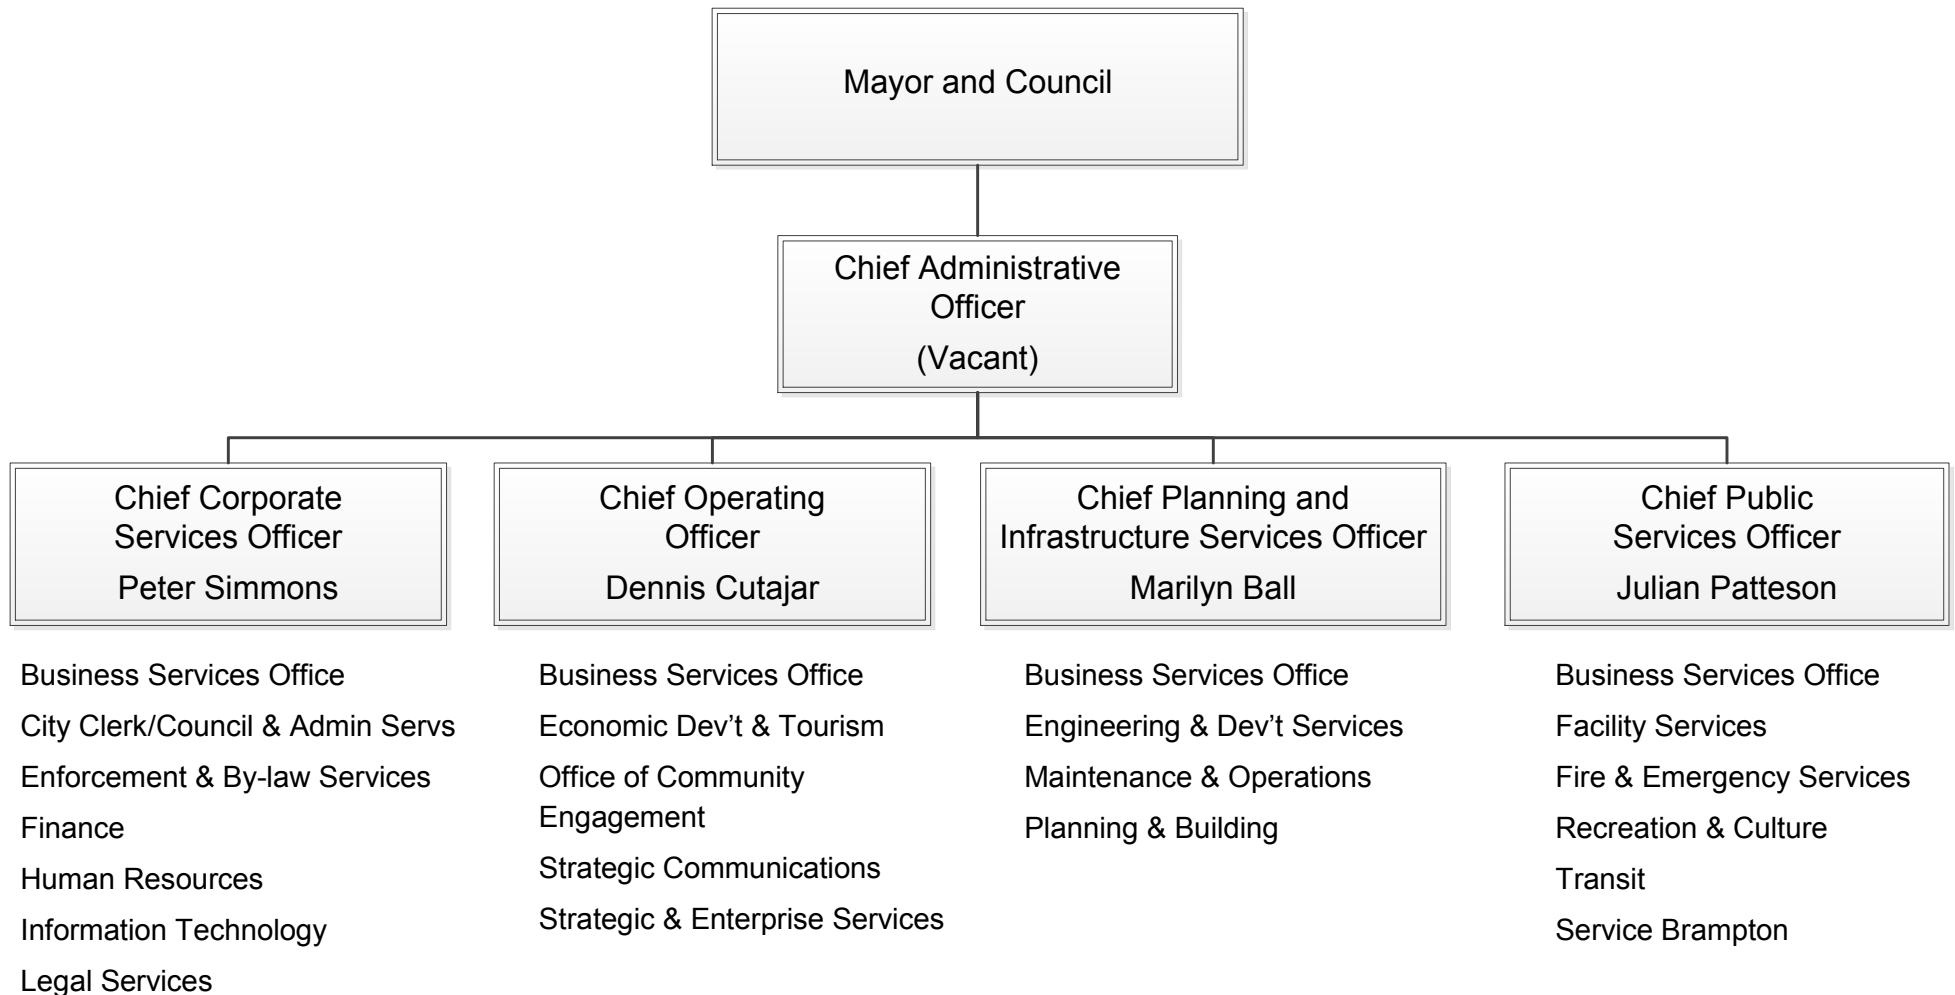 Mayor and Council
Chief Administrative
Officer
(Vacant)
Chief Corporate
Services Officer
Peter Simmons
Chief Operating
Officer
Dennis Cutajar
Chief Planning and
Infrastructure Services Officer
Marilyn Ball
Chief Public
Services Officer
Julian Patteson
Business Services Office
City Clerk/Council & Admin Servs
Enforcement & By-law Services
Finance
Human Resources
Information Technology
Legal Services
Business Services Office
Economic Dev’t & Tourism
Office of Community
Engagement
Strategic Communications
Strategic & Enterprise Services
Business Services Office
Engineering & Dev’t Services
Maintenance & Operations
Planning & Building
Business Services Office
Facility Services
Fire & Emergency Services
Recreation & Culture
Transit
Service Brampton